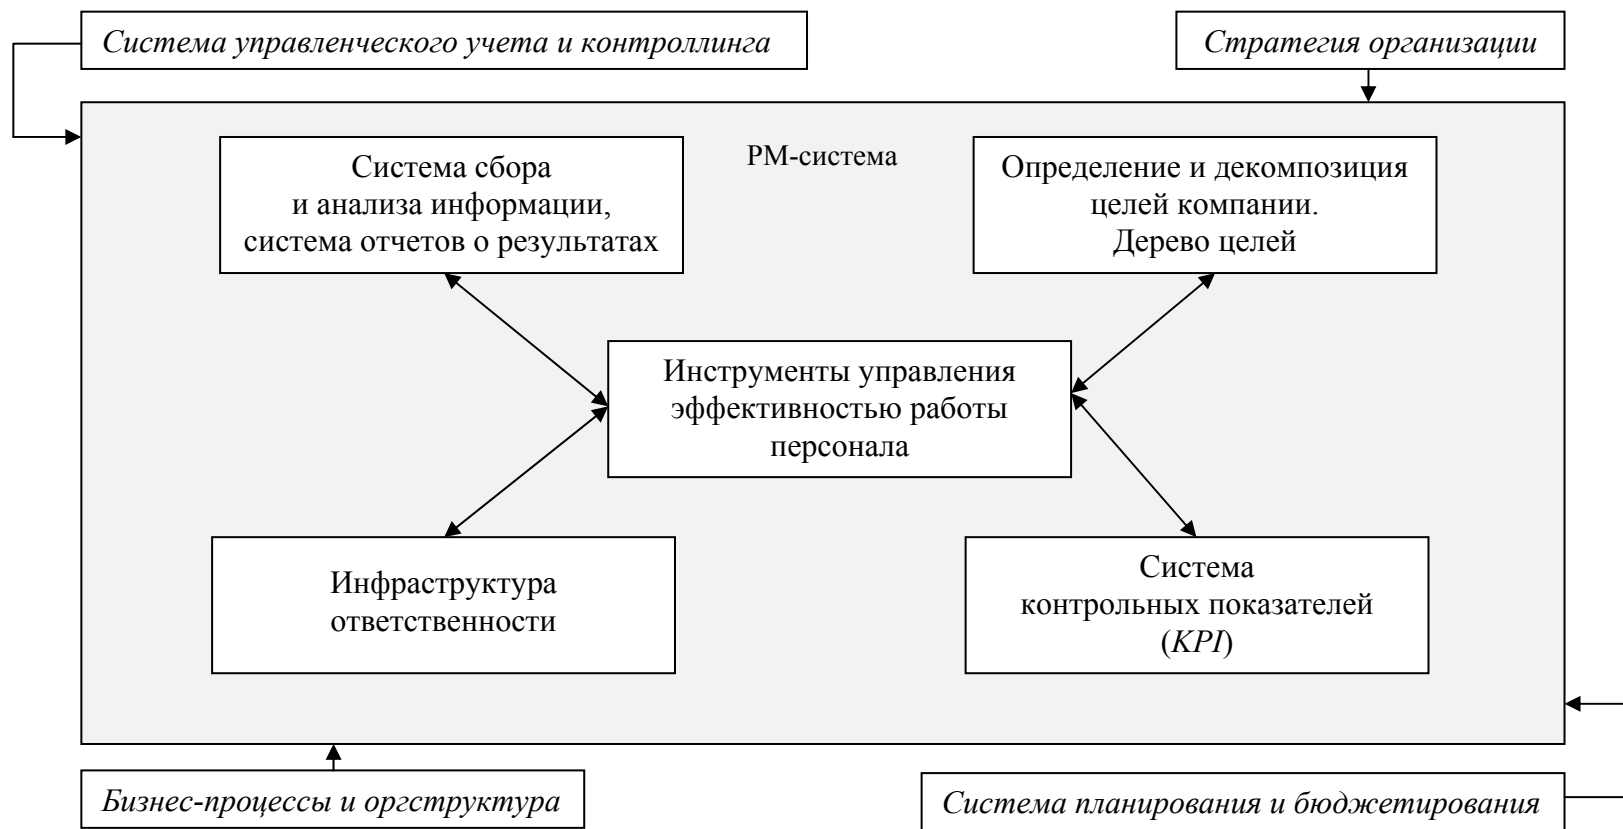 Система управленческого учета и контроллинга
Стратегия организации
РМ-система
Система сбора
и анализа информации,
система отчетов о результатах
Определение и декомпозиция
целей компании.
Дерево целей
Инструменты управления
эффективностью работы
персонала
Инфраструктура
ответственности
Система
контрольных показателей
(KPI)
Бизнес-процессы и оргструктура
Система планирования и бюджетирования